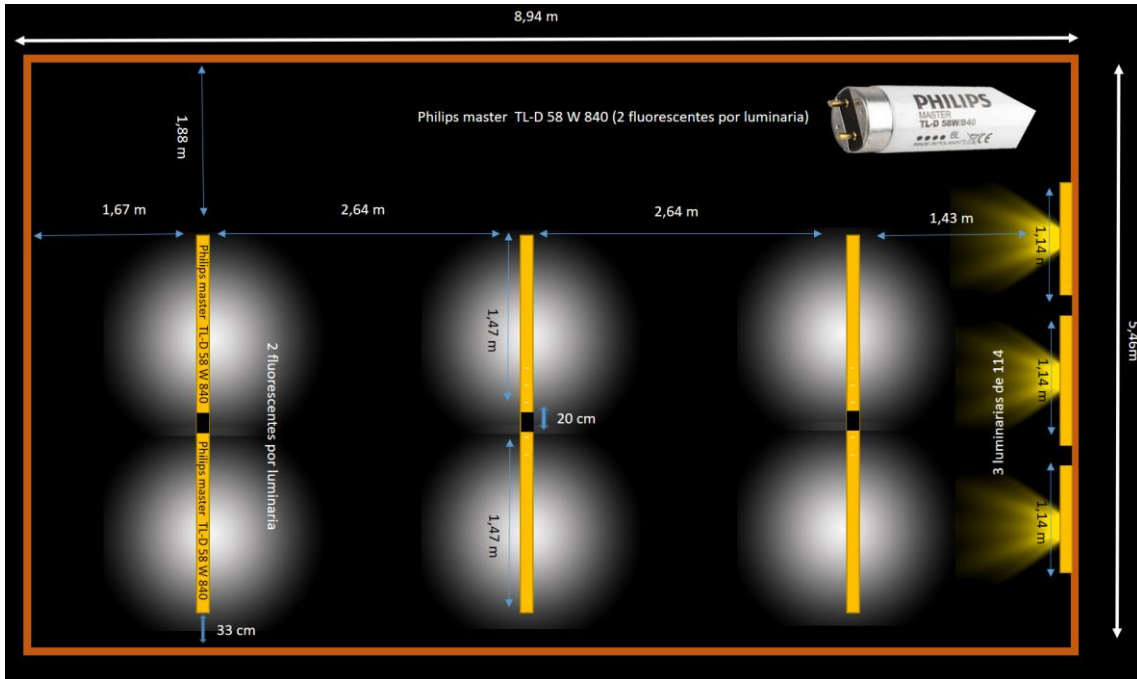 8,94 m
Philips master TL-D 58 W 840 (2 fluorescentes por luminaria)
PHILIPS
MASTER
TL-D 58W/840
1,88 m
1,67 m
2,64 m
2,64 m
1,43 m
1,14 m
5,46m
Philips master TL-D 58 W 840
2 fluorescentes por luminaria
1,47 m
20 cm
1,14 m
3 luminarias de 114
Philips master TL-D 58 W 840
1,47 m
1,14 m
33 cm